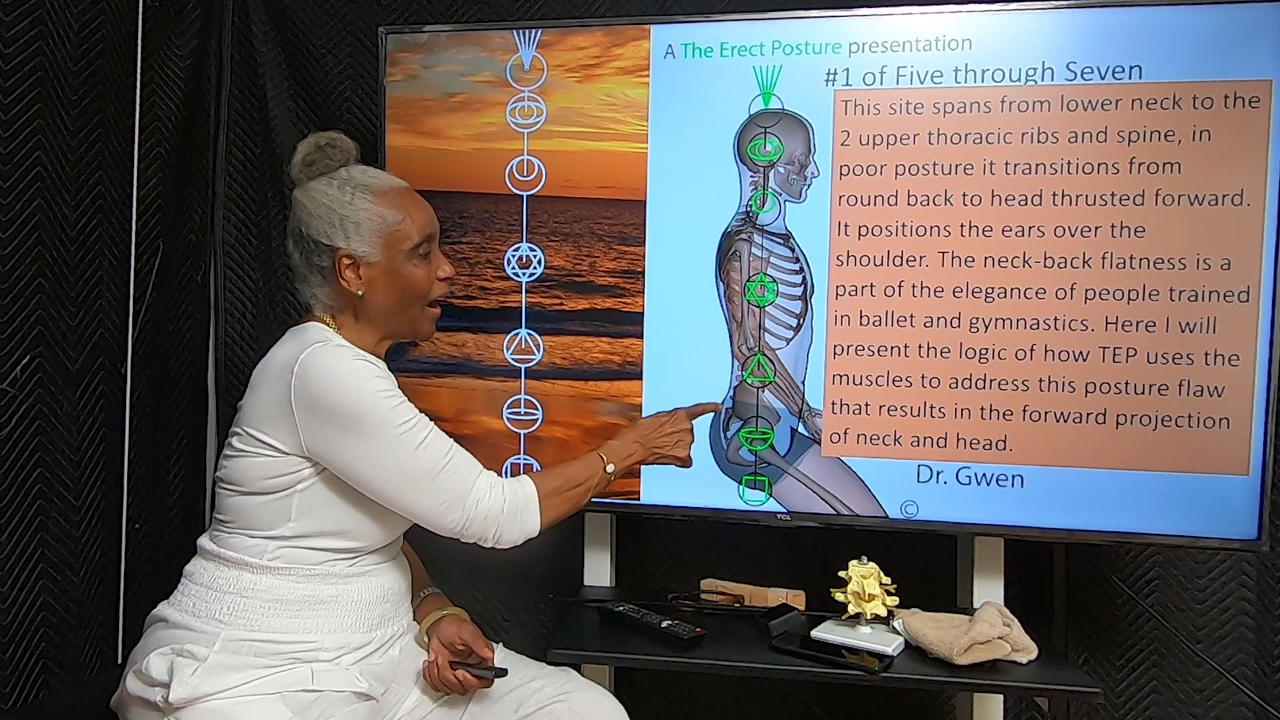 A The Erect Posture presentation
#1 of Five through Seven
This site spans from lower neck to the
2 upper thoracic ribs and spine, in
poor posture it transitions from
round back to head thrusted forward.
It positions the ears over the
shoulder. The neck-back flatness is a
part of the elegance of people trained
in ballet and gymnastics. Here I will
present the logic of how TEP uses the
muscles to address this posture flaw
that results in the forward projection
of neck and head.
Dr. Gwen
©
TCL